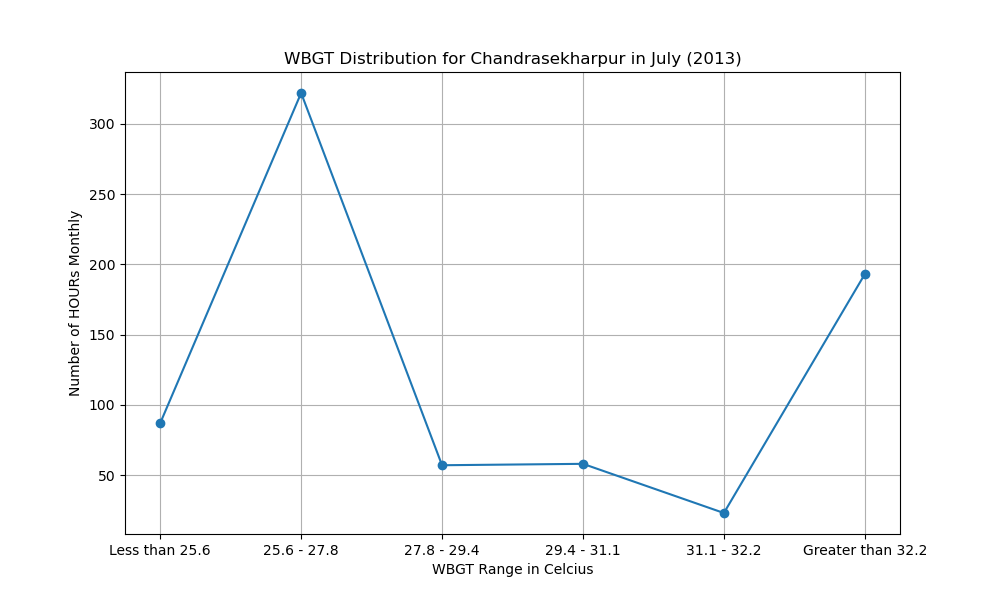 WBGT Distribution for Chandrasekharpur in July (2013)
Number of HOURs Monthly
300
250
200
150
100
50
Less than 25.6
25.6 - 27.8
27.8 - 29.4
29.4 - 31.1
31.1 - 32.2
Greater than 32.2
WBGT Range in Celcius